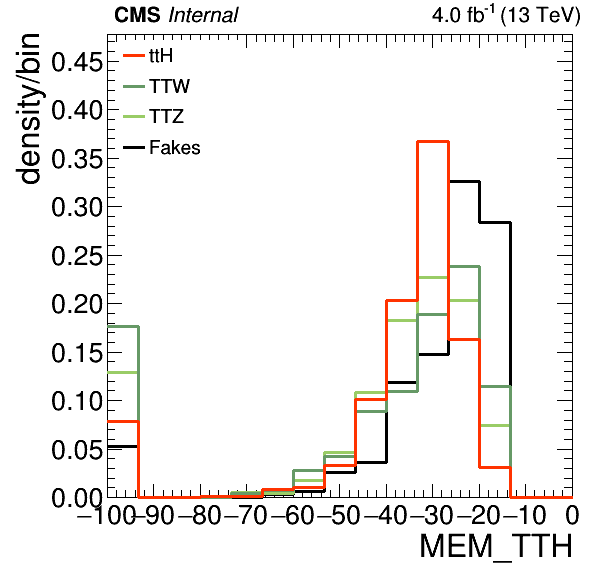 CMS Internal 4.0 fb⁻¹ (13 TeV)
density/bin
ttH
TTW
TTZ
Fakes
0.45
0.40
0.35
0.30
0.25
0.20
0.15
0.10
0.05
0.00
−100 −90 −80 −70 −60 −50 −40 −30 −20 −10 0
MEM_TTH